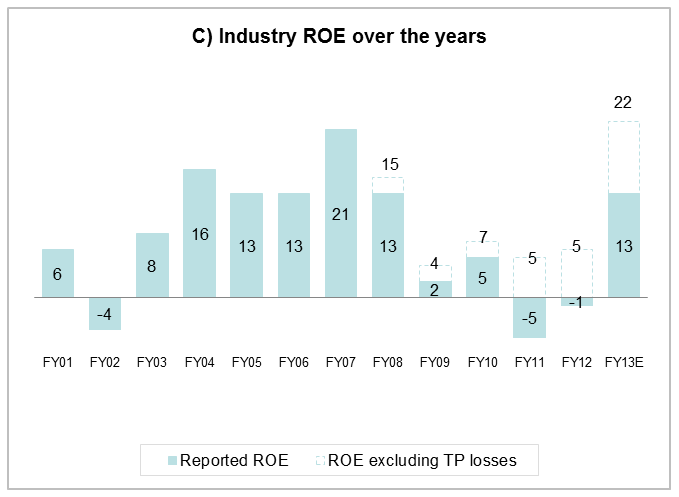 C) Industry ROE over the years
22
15
21
16
13 13 13 13
8
7
6
4 5 5
5
2
-1
-4 -5
FY01 FY02 FY03 FY04 FY05 FY06 FY07 FY08 FY09 FY10 FY11 FY12 FY13E
Reported ROE ROE excluding TP losses